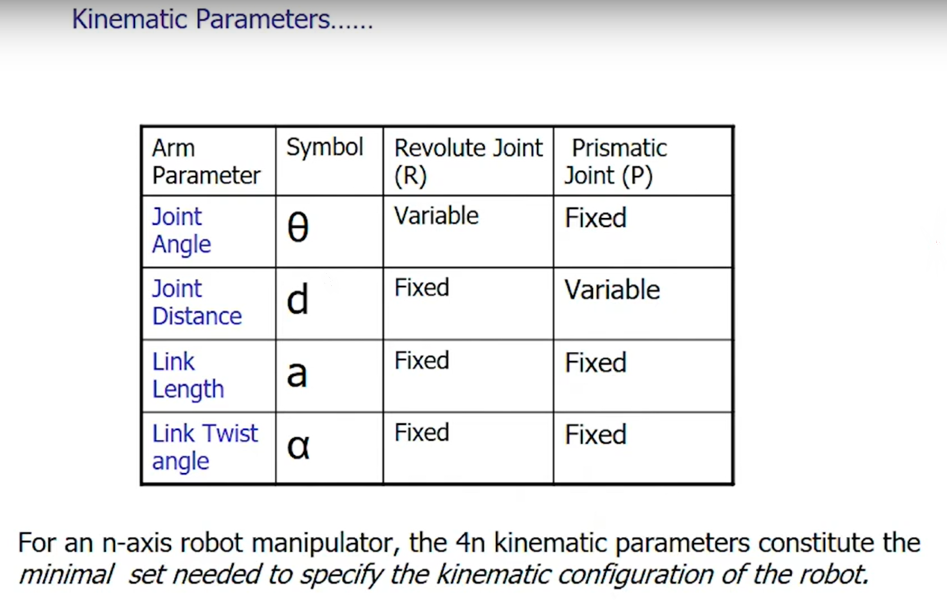 Kinematic Parameters......
Arm Parameter Symbol Revolute Joint (R) Prismatic Joint (P)
Joint Angle θ Variable Fixed
Joint Distance d Fixed Variable
Link Length a Fixed Fixed
Link Twist angle α Fixed Fixed
For an n-axis robot manipulator, the 4n kinematic parameters constitute the
minimal set needed to specify the kinematic configuration of the robot.